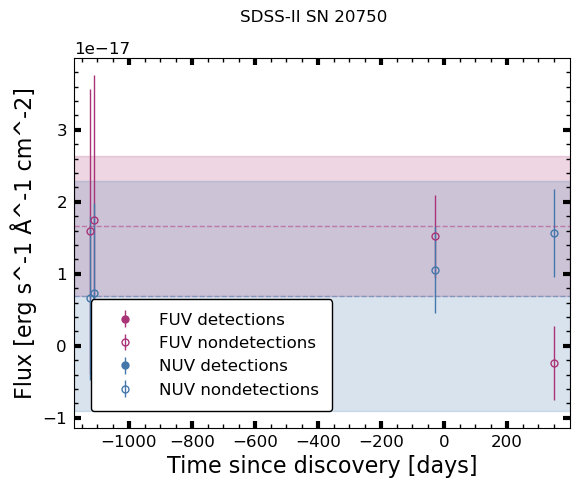 SDSS-II SN 20750
1e−17
Flux [erg s^-1 Å^-1 cm^-2]
3
2
1
0
−1
FUV detections
FUV nondetections
NUV detections
NUV nondetections
−1000 −800 −600 −400 −200 0 200
Time since discovery [days]